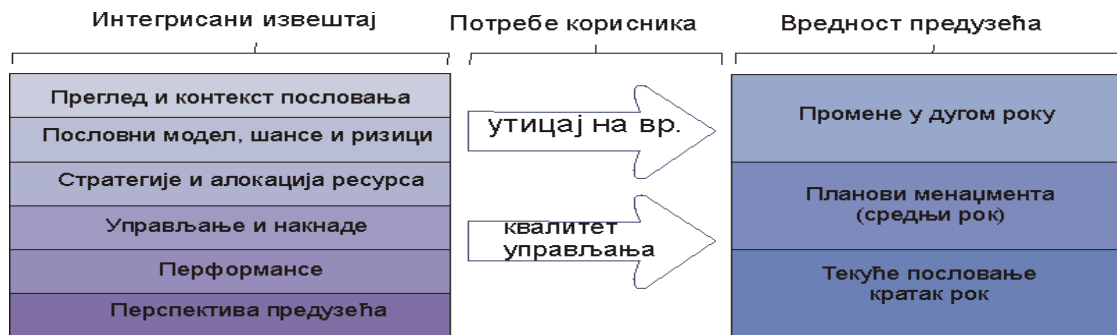 Интегрисани извештај
Потребе корисника
Вредност предузећа
Преглед и контекст пословања
Пословни модел, шансе и ризици
Стратегије и алокација ресурса
Управљање и накнаде
Перформансе
Перспектива предузећа
утицај на вр.
квалитет
управљања
Промене у дугом року
Планови менаџмента
(средњи рок)
Текуће пословање
кратак рок